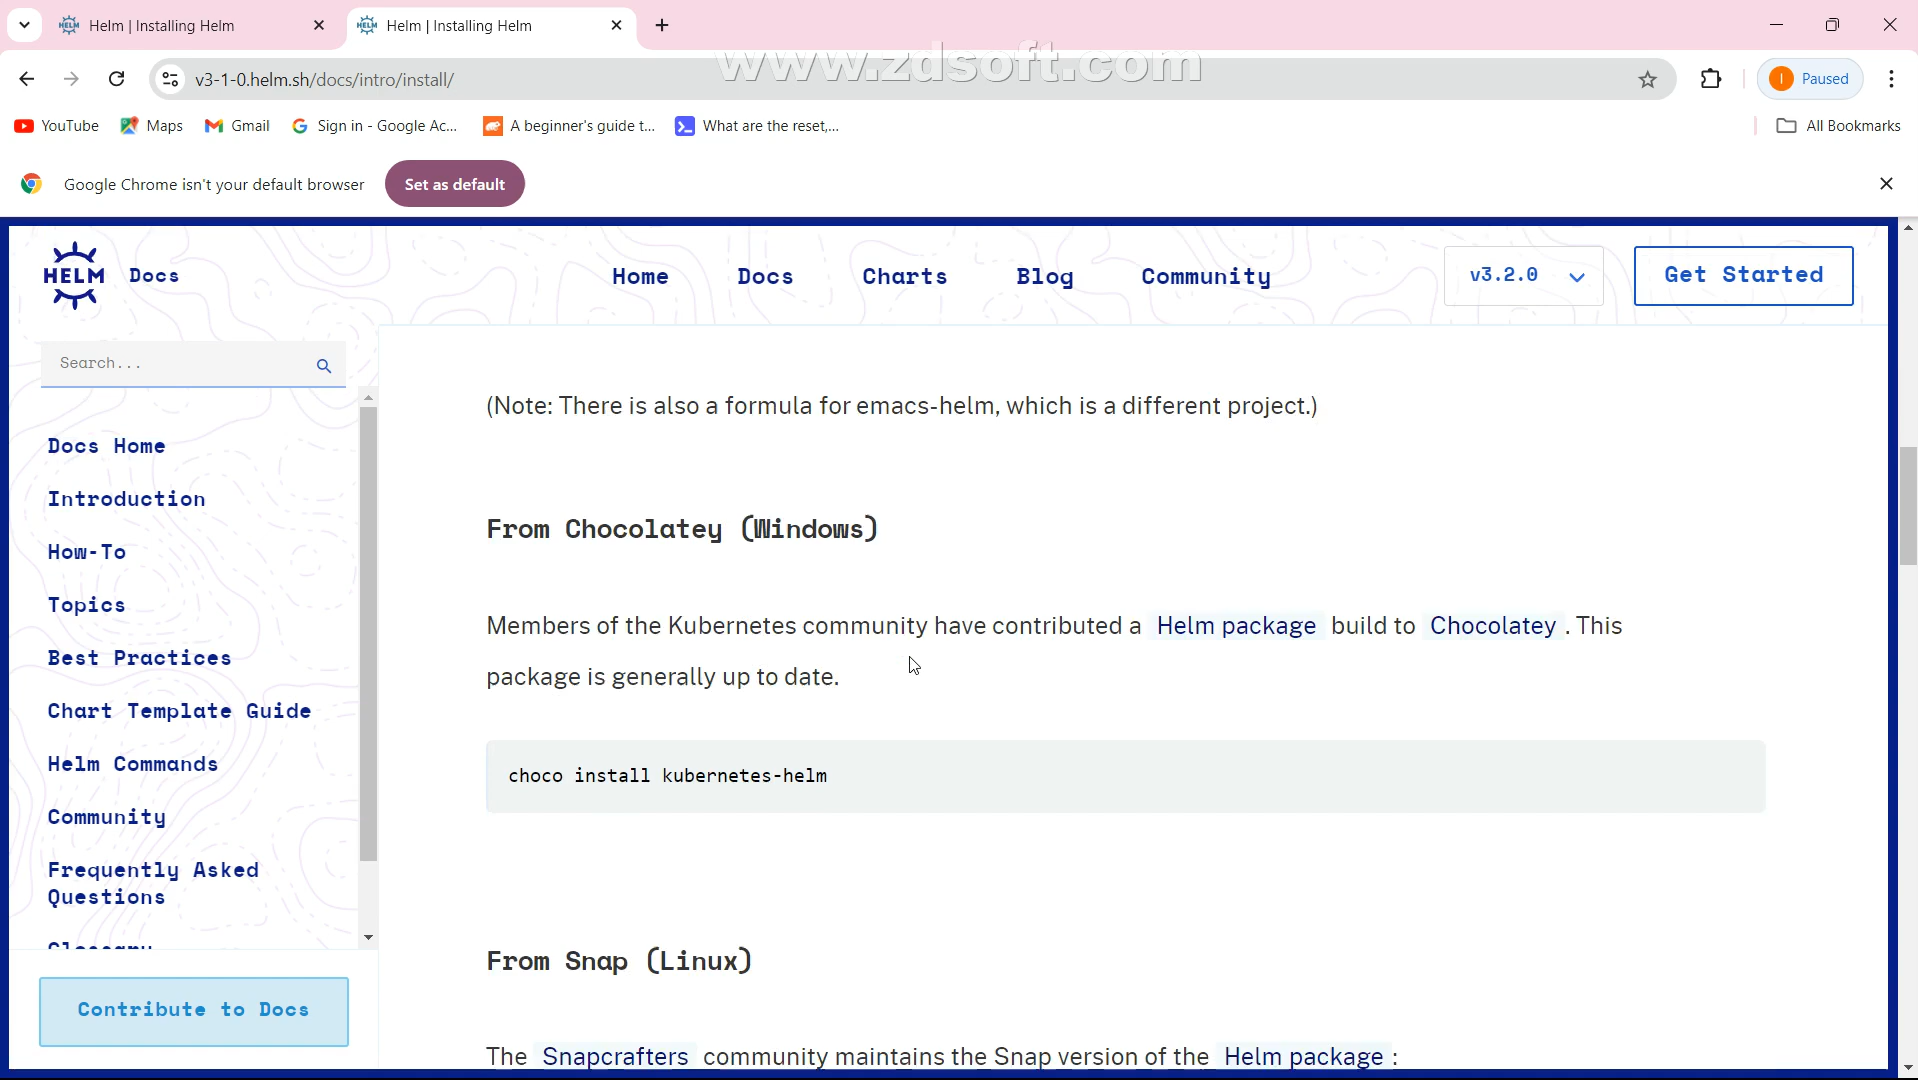 Helm | Installing Helm
Helm | Installing Helm
www.zdsoft.com
v3-1-0.helm.sh/docs/intro/install/
Paused
YouTube
Maps
Gmail
Sign in - Google Ac...
A beginner's guide t...
What are the reset,...
All Bookmarks
Google Chrome isn't your default browser
Set as default
HELM
Docs
Home
Docs
Charts
Blog
Community
v3.2.0
Get Started
Search...
Docs Home
Introduction
How-To
Topics
Best Practices
Chart Template Guide
Helm Commands
Community
Frequently Asked
Questions
Glossary
Contribute to Docs
(Note: There is also a formula for emacs-helm, which is a different project.)
From Chocolatey (Windows)
Members of the Kubernetes community have contributed a Helm package build to Chocolatey . This
package is generally up to date.
choco install kubernetes-helm
From Snap (Linux)
The Snapcrafters community maintains the Snap version of the Helm package :